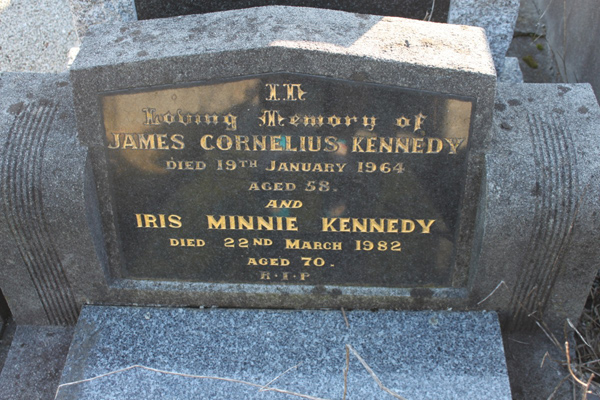 In
Loving Memory of
JAMES CORNELIUS KENNEDY
DIED 19TH JANUARY 1964
AGED 58.
AND
IRIS MINNIE KENNEDY
DIED 22ND MARCH 1982
AGED 70.
R·I·P